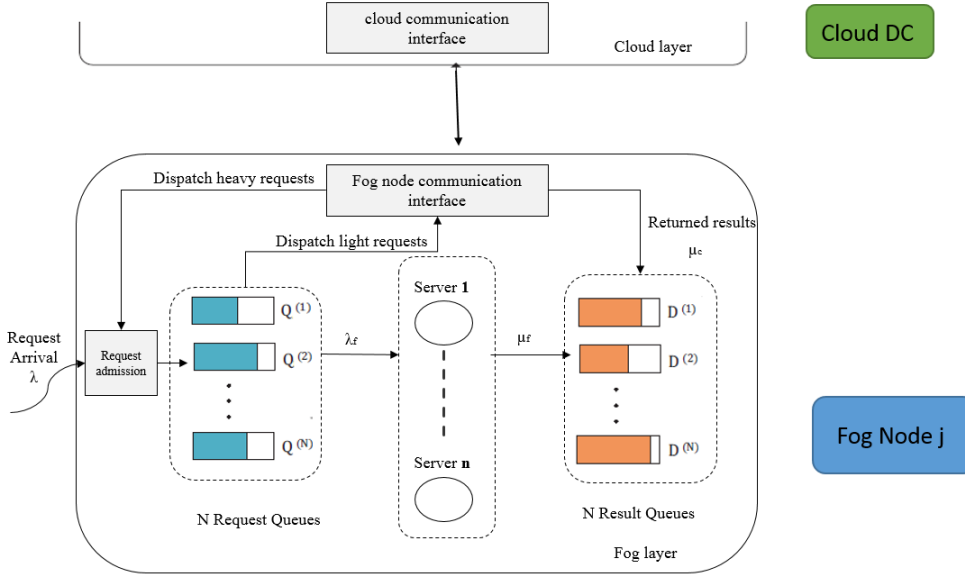 cloud communication
interface
Cloud layer
Cloud DC
Dispatch heavy requests
Fog node communication
interface
Returned results
μc
Dispatch light requests
Server 1
Q (1)
D (1)
Request
Arrival
λ
Request
admission
Q (2)
λf
μf
D (2)
Q (N)
D (N)
Fog Node j
Server n
N Request Queues
N Result Queues
Fog layer